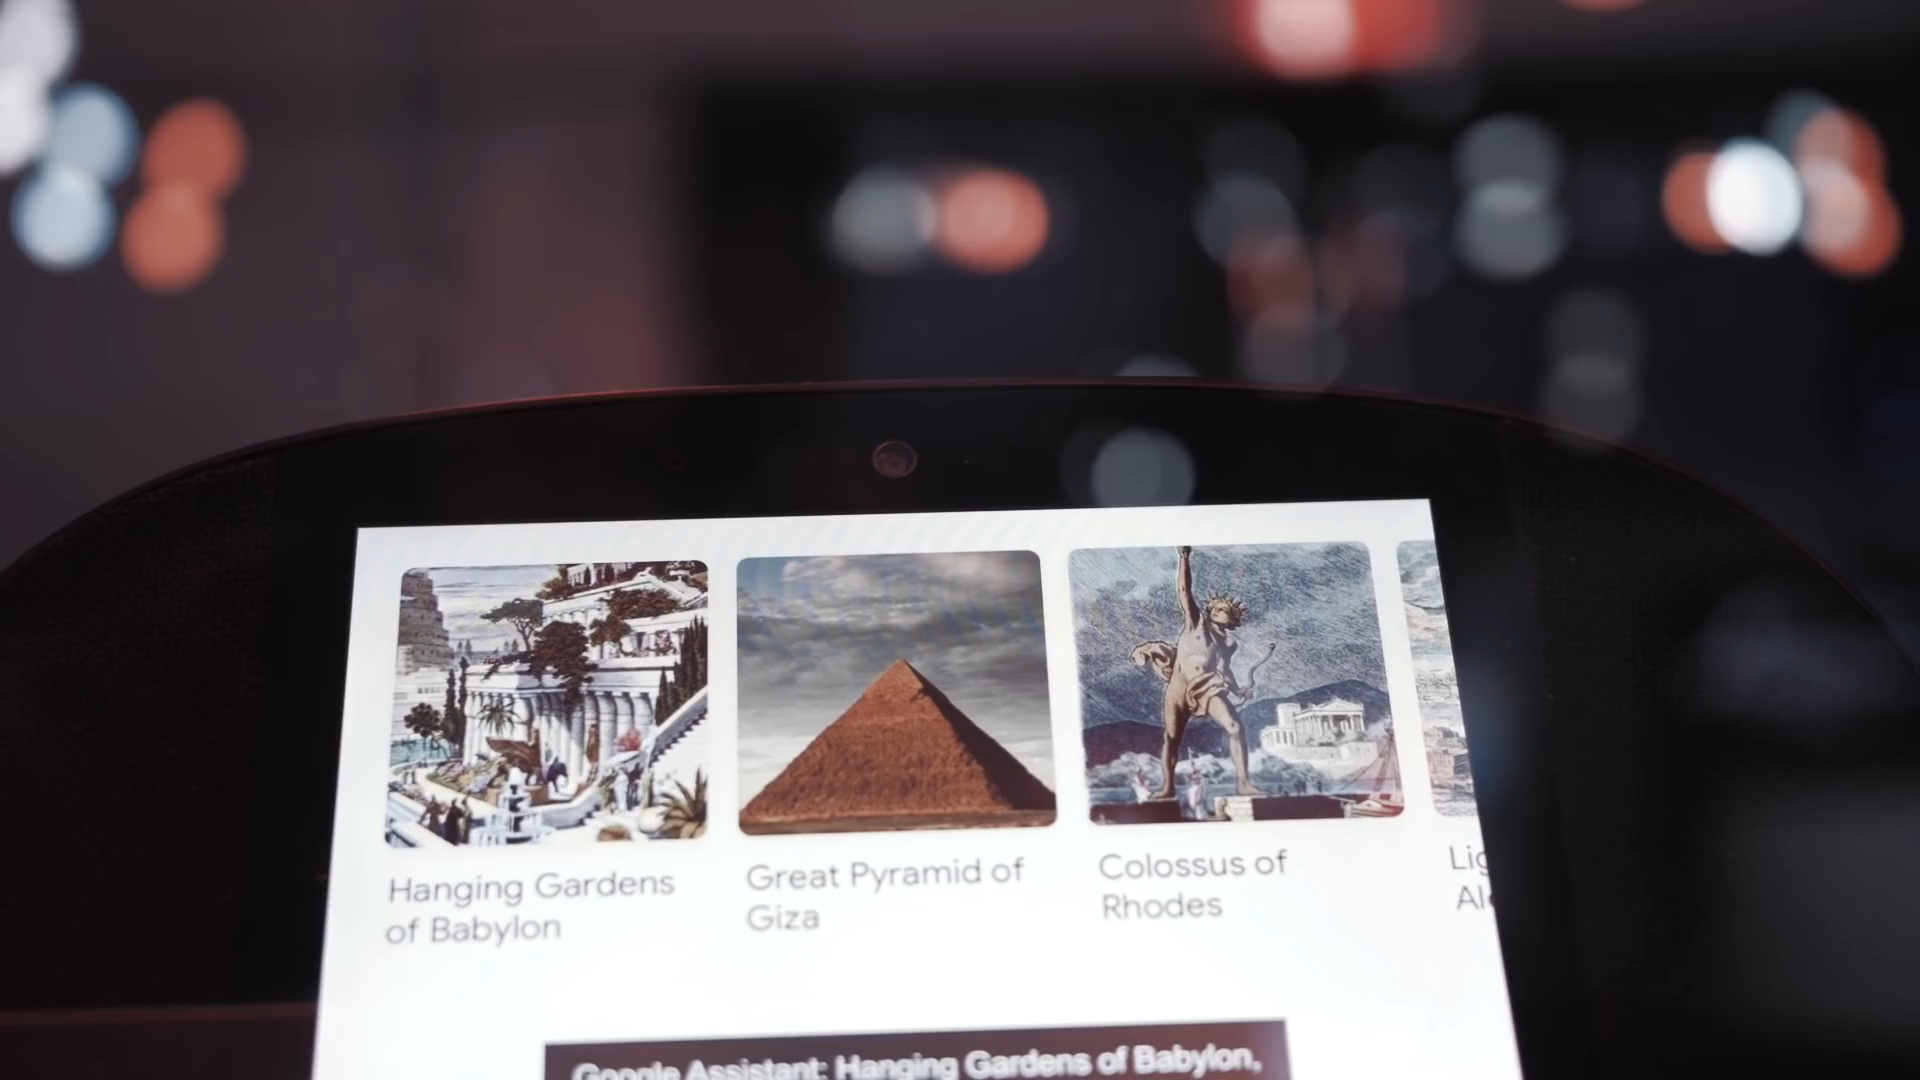 Hanging Gardens
of Babylon
Great Pyramid of
Giza
Colossus of
Rhodes
Google Assistant: Hanging Gardens of Babylon,